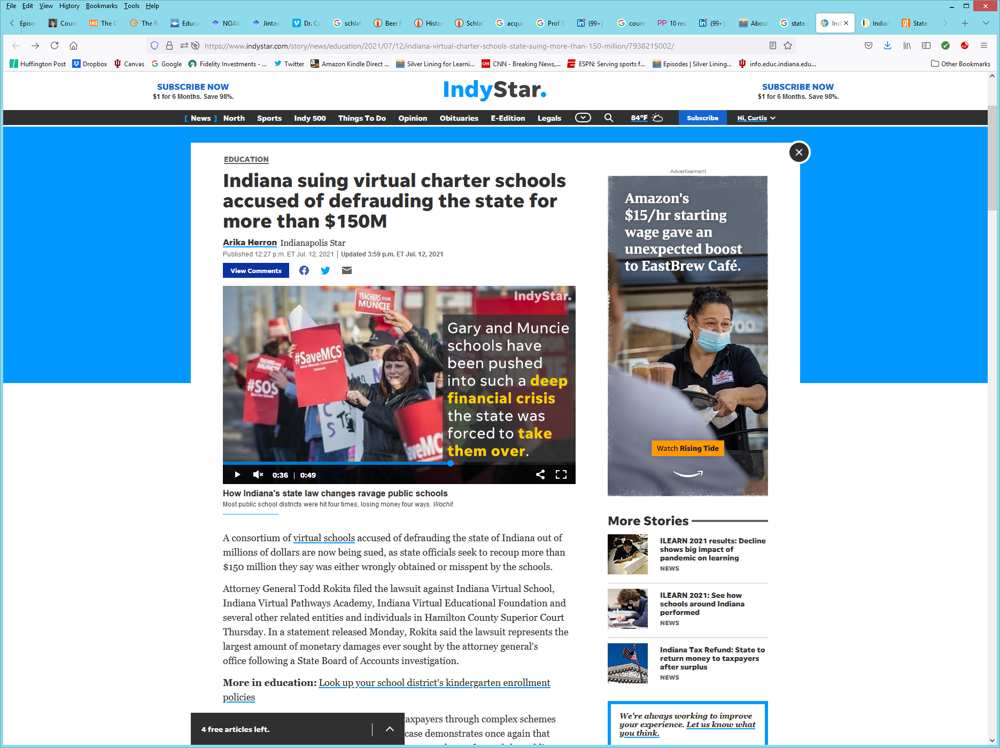 File Edit View History Bookmarks Tools Help
Episo Cours The C The Ri Educa NOAA Jintav Dr. Cu schlaf Beer F Histor Schlaf acquir Prof S (99+) count 10 rea (99+) Abou state s Ind Indian State
https://www.indystar.com/story/news/education/2021/07/12/indiana-virtual-charter-schools-state-suing-more-than-150-million/7938215002/
Huffington Post Dropbox Canvas Google Fidelity Investments - ... Twitter Amazon Kindle Direct ... Silver Lining for Learni... CNN - Breaking News,... ESPN: Serving sports f... Episodes | Silver Lining... info.educ.indiana.edu... Other Bookmarks
SUBSCRIBE NOW
$1 for 6 Months. Save 98%.
IndyStar.
SUBSCRIBE NOW
$1 for 6 Months. Save 98%.
[ News ] North Sports Indy 500 Things To Do Opinion Obituaries E-Edition Legals 84°F Subscribe Hi, Curtis
EDUCATION
Indiana suing virtual charter schools
accused of defrauding the state for
more than $150M
Arika Herron Indianapolis Star
Published 12:27 p.m. ET Jul. 12, 2021 | Updated 3:59 p.m. ET Jul. 12, 2021
View Comments
IndyStar.
TEACHERS FOR
MUNCIE
#SaveMCS
Save Muncie Community
Schools
TEACHERS FOR
MUNCIE
#SOS
SaveMCS
Gary and Muncie
schools have
been pushed
into such a deep
financial crisis
the state was
forced to take
them over.
0:36 | 0:49
How Indiana's state law changes ravage public schools
Most public school districts were hit four times, losing money four ways. Wochit
A consortium of virtual schools accused of defrauding the state of Indiana out of
millions of dollars are now being sued, as state officials seek to recoup more than
$150 million they say was either wrongly obtained or misspent by the schools.
Attorney General Todd Rokita filed the lawsuit against Indiana Virtual School,
Indiana Virtual Pathways Academy, Indiana Virtual Educational Foundation and
several other related entities and individuals in Hamilton County Superior Court
Thursday. In a statement released Monday, Rokita said the lawsuit represents the
largest amount of monetary damages ever sought by the attorney general's
office following a State Board of Accounts investigation.
More in education: Look up your school district's kindergarten enrollment
policies
taxpayers through complex schemes
case demonstrates once again that
4 free articles left.
Advertisement
Amazon's
$15/hr starting
wage gave an
unexpected boost
to EastBrew Café.
Watch Rising Tide
More Stories
ILEARN 2021 results: Decline
shows big impact of
pandemic on learning
NEWS
ILEARN 2021: See how
schools around Indiana
performed
NEWS
Indiana Tax Refund: State to
return money to taxpayers
after surplus
NEWS
We're always working to improve
your experience. Let us know what
you think.